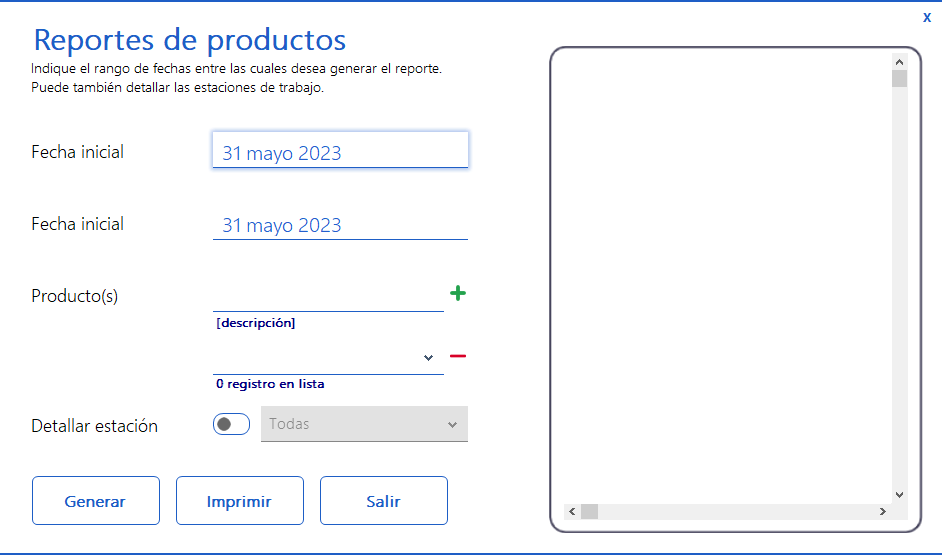 x
Reportes de productos
Indique el rango de fechas entre las cuales desea generar el reporte.
Puede también detallar las estaciones de trabajo.
Fecha inicial
31 mayo 2023
Fecha inicial
31 mayo 2023
Producto(s)
[descripción]
0 registro en lista
Detallar estación
Todas
Generar
Imprimir
Salir